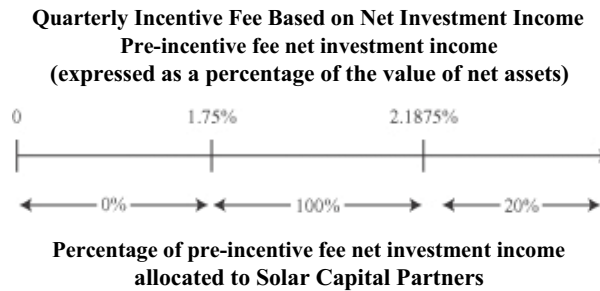 Quarterly Incentive Fee Based on Net Investment Income
Pre-incentive fee net investment income
(expressed as a percentage of the value of net assets)
0 1.75% 2.1875%
0% 100% 20%
Percentage of pre-incentive fee net investment income
allocated to Solar Capital Partners